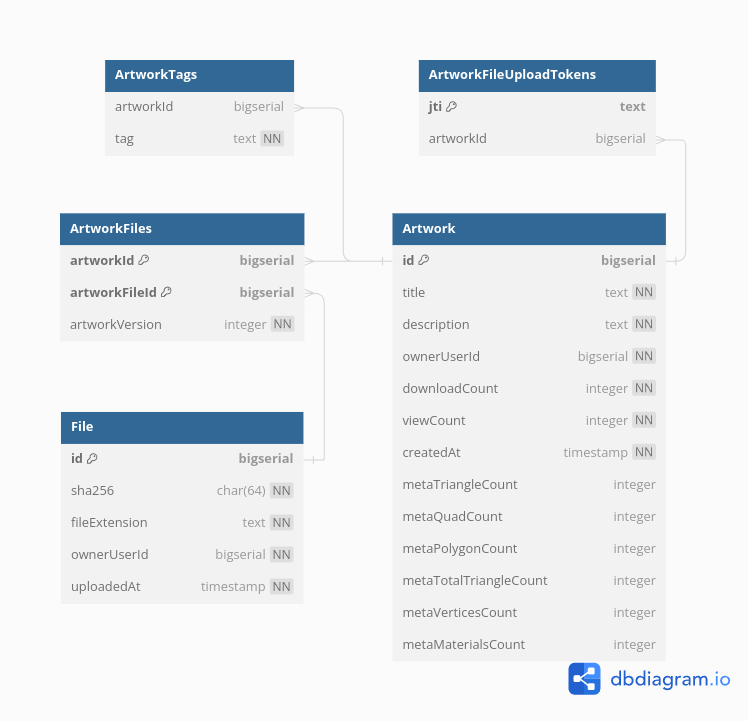 ArtworkTags
artworkId bigserial
tag text NN
ArtworkFileUploadTokens
jti text
artworkId bigserial
ArtworkFiles
artworkId bigserial
artworkFileId bigserial
artworkVersion integer NN
Artwork
id bigserial
title text NN
description text NN
ownerUserId bigserial NN
downloadCount integer NN
viewCount integer NN
createdAt timestamp NN
metaTriangleCount integer
metaQuadCount integer
metaPolygonCount integer
metaTotalTriangleCount integer
metaVerticesCount integer
metaMaterialsCount integer
File
id bigserial
sha256 char(64) NN
fileExtension text NN
ownerUserId bigserial NN
uploadedAt timestamp NN
dbdiagram.io